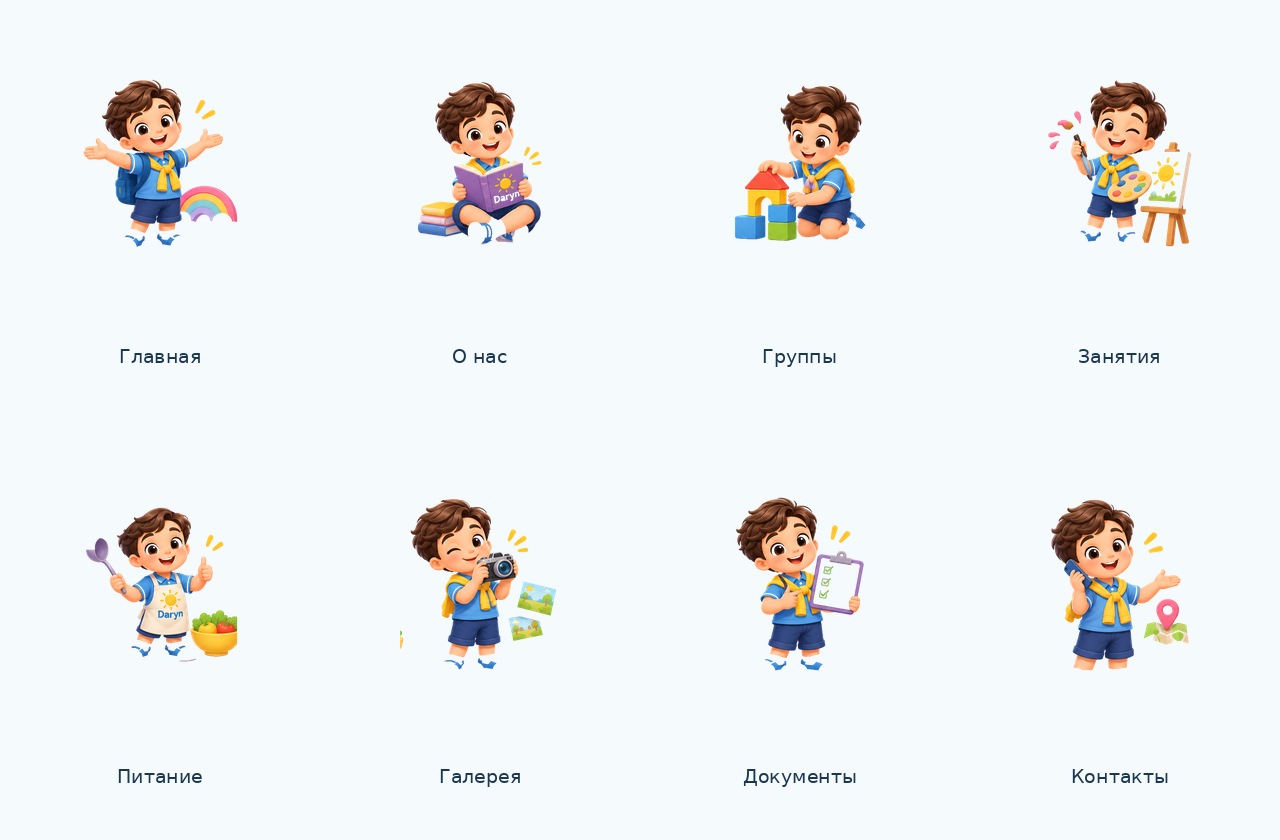 Daryn
Главная
О нас
Группы
Занятия
Daryn
Питание
Галерея
Документы
Контакты